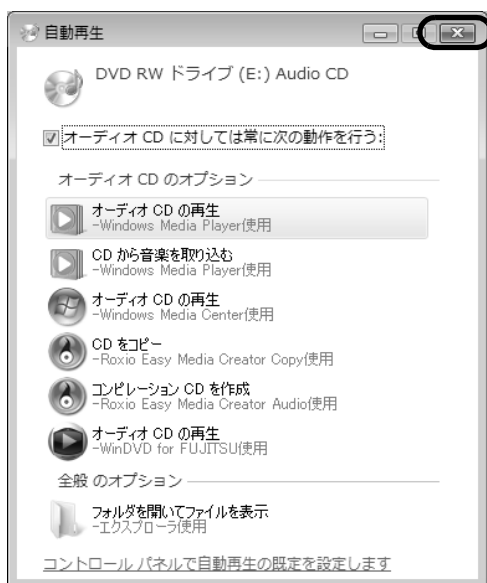 自動再生
DVD RW ドライブ (E:) Audio CD
オーディオ CD に対しては常に次の動作を行う:
オーディオ CD のオプション
オーディオ CD の再生
-Windows Media Player使用
CD から音楽を取り込む
-Windows Media Player使用
オーディオ CD の再生
-Windows Media Center使用
CD をコピー
-Roxio Easy Media Creator Copy使用
コンピレーション CD を作成
-Roxio Easy Media Creator Audio使用
オーディオ CD の再生
-WinDVD for FUJITSU使用
全般 のオプション
フォルダを開いてファイルを表示
-エクスプローラ使用
コントロール パネルで自動再生の既定を設定します